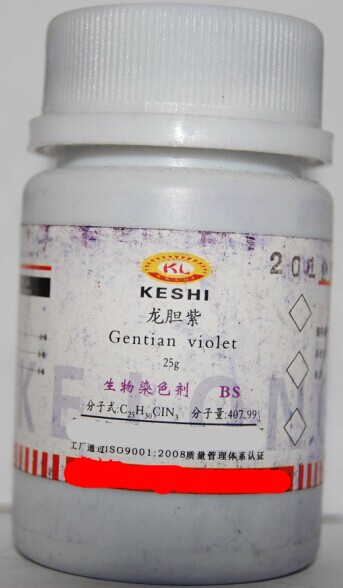 KL
KESHI
201
龙胆紫
Gentian violet
25g
生物染色剂 BS
分子式:C25H30ClN3 分子量:407.99
KELON
工厂通过ISO9001:2008质量管理体系认证